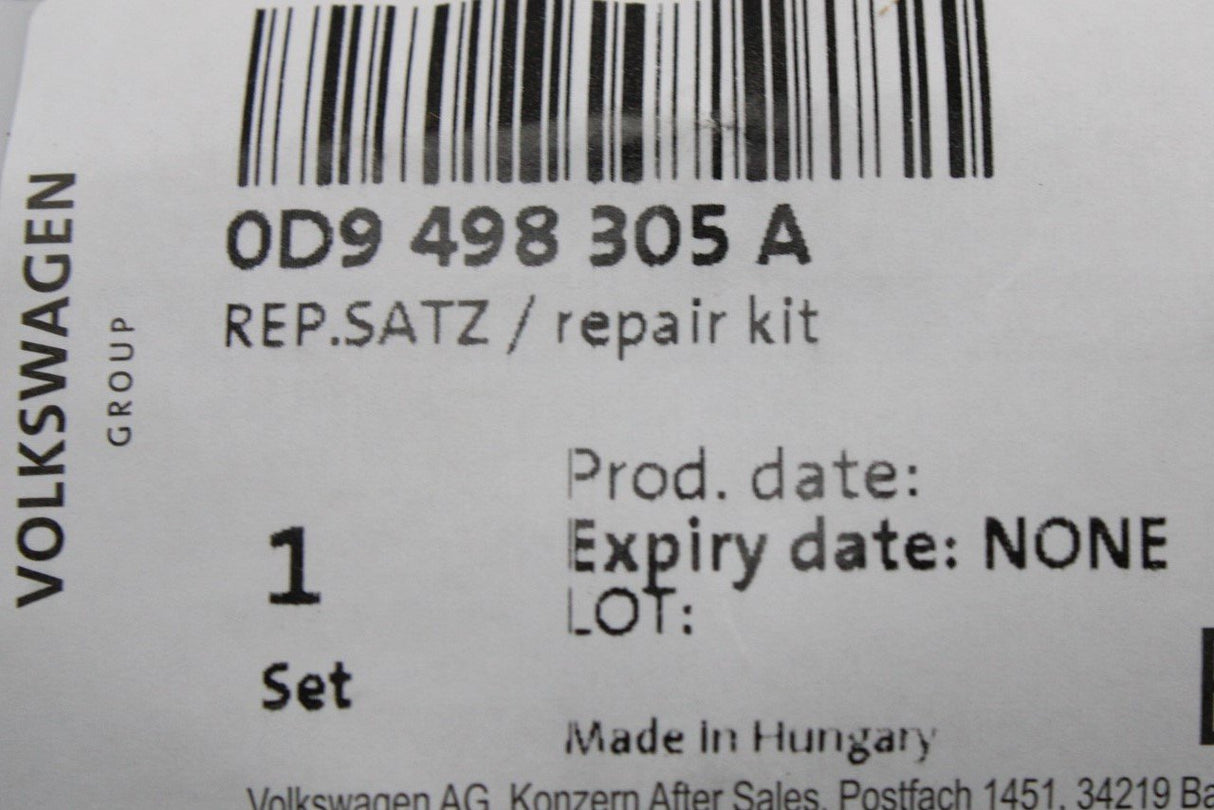 VOLKSWAGEN
GROUP
0D9 498 305 A
REP.SATZ / repair kit
Prod. date:
Expiry date: NONE
LOT:
1
Set
Made in Hungary
Volkswagen AG, Konzern After Sales, Postfach 1451, 34219